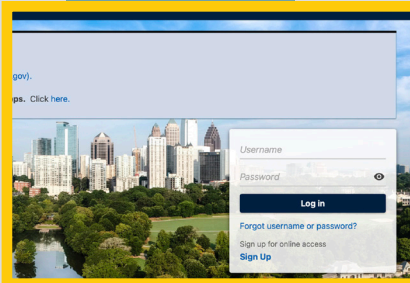 gov).
ps. Click here.
Username
Password
Log in
Forgot username or password?
Sign up for online access
Sign Up